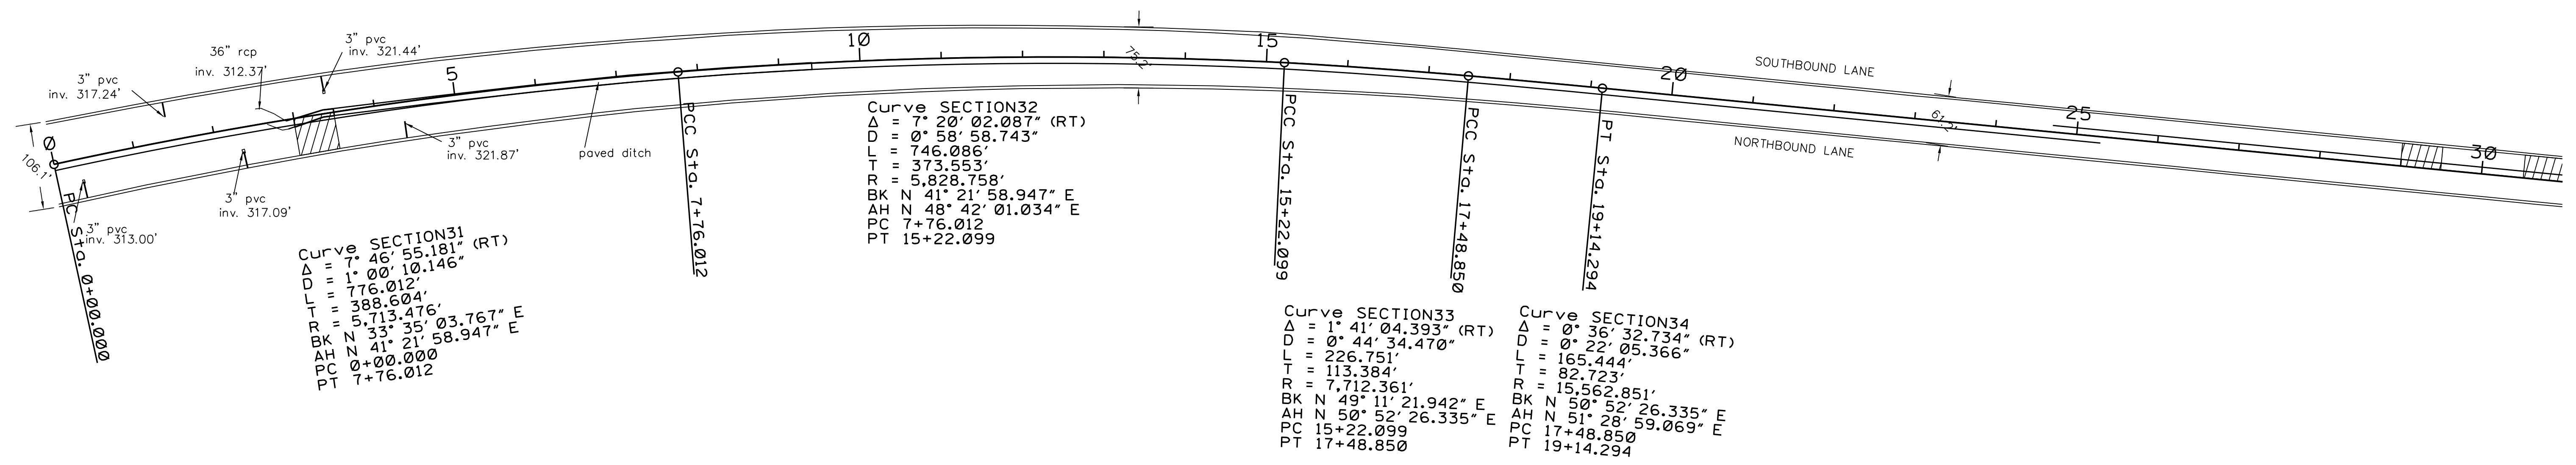 3" pvc
inv. 317.24'
36" rcp
inv. 312.37'
3" pvc
inv. 321.44'
0
5
10
15
20
25
30
106.1'
75.2'
61.2'
SOUTHBOUND LANE
NORTHBOUND LANE
3" pvc
inv. 313.00'
3" pvc
inv. 317.09'
3" pvc
inv. 321.87'
paved ditch
PC Sta. 0+00.000
PCC Sta. 7+76.012
PCC Sta. 15+22.099
PCC Sta. 17+48.850
PT Sta. 19+14.294
Curve SECTION31
Δ = 7° 46' 55.181" (RT)
D = 1° 00' 10.146"
L = 776.012'
T = 388.604'
R = 5,713.476'
BK N 33° 35' 03.767" E
AH N 41° 21' 58.947" E
PC 0+00.000
PT 7+76.012
Curve SECTION32
Δ = 7° 20' 02.087" (RT)
D = 0° 58' 58.743"
L = 746.086'
T = 373.553'
R = 5,828.758'
BK N 41° 21' 58.947" E
AH N 48° 42' 01.034" E
PC 7+76.012
PT 15+22.099
Curve SECTION33
Δ = 1° 41' 04.393" (RT)
D = 0° 44' 34.470"
L = 226.751'
T = 113.384'
R = 7,712.361'
BK N 49° 11' 21.942" E
AH N 50° 52' 26.335" E
PC 15+22.099
PT 17+48.850
Curve SECTION34
Δ = 0° 36' 32.734" (RT)
D = 0° 22' 05.366"
L = 165.444'
T = 82.723'
R = 15,562.851'
BK N 50° 52' 26.335" E
AH N 51° 28' 59.069" E
PC 17+48.850
PT 19+14.294